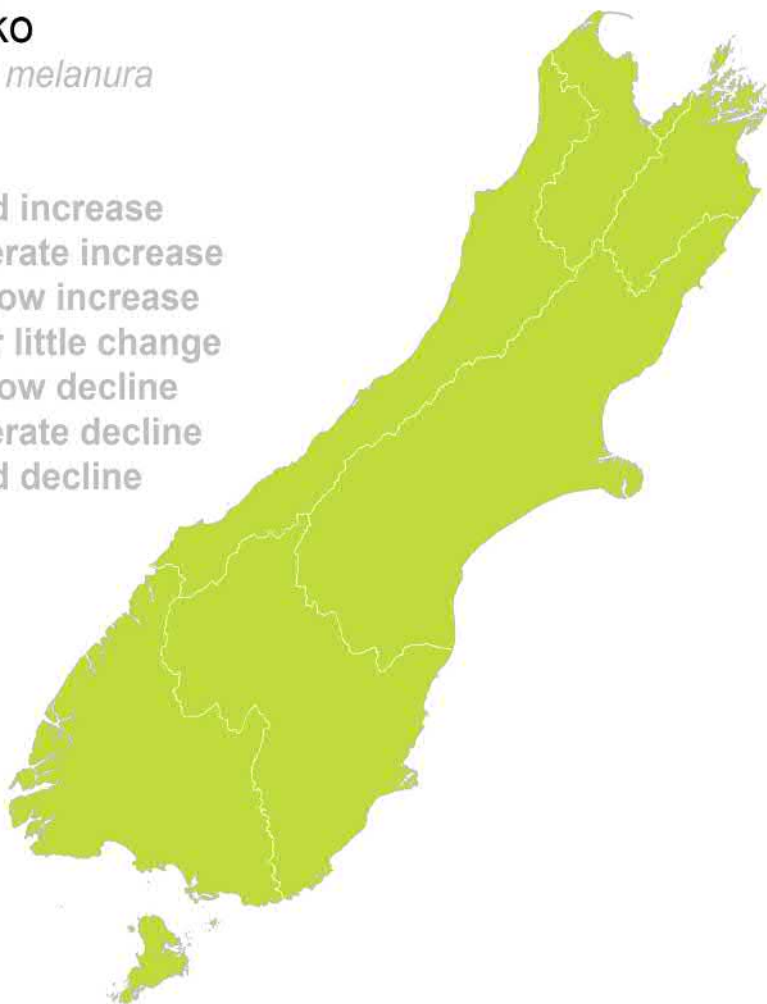 ko
melanura
d increase
erate increase
ow increase
r little change
ow decline
erate decline
d decline